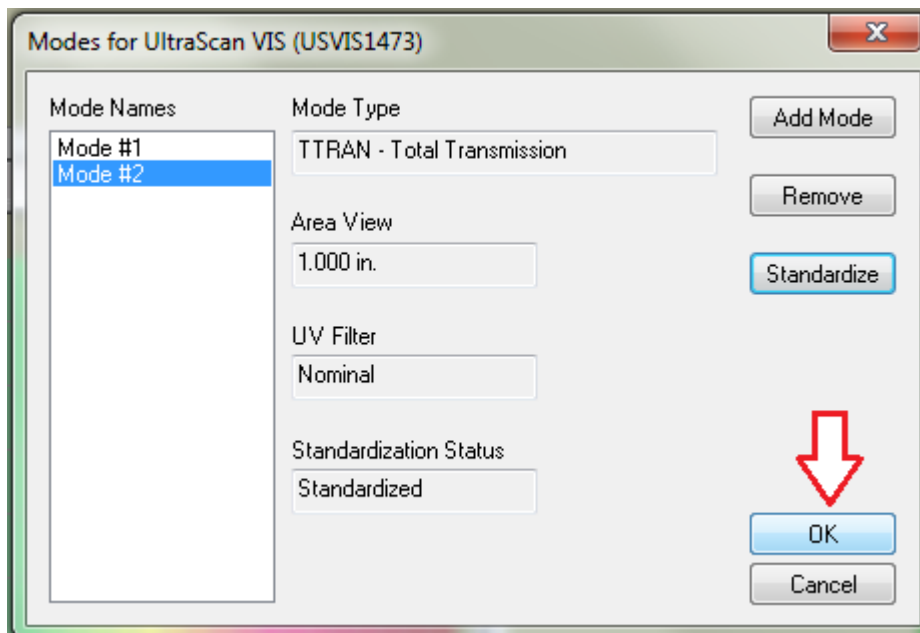 Modes for UltraScan VIS (USVIS1473)
Mode Names
Mode #1
Mode #2
Mode Type
TTRAN - Total Transmission
Area View
1.000 in.
UV Filter
Nominal
Standardization Status
Standardized
Add Mode
Remove
Standardize
OK
Cancel